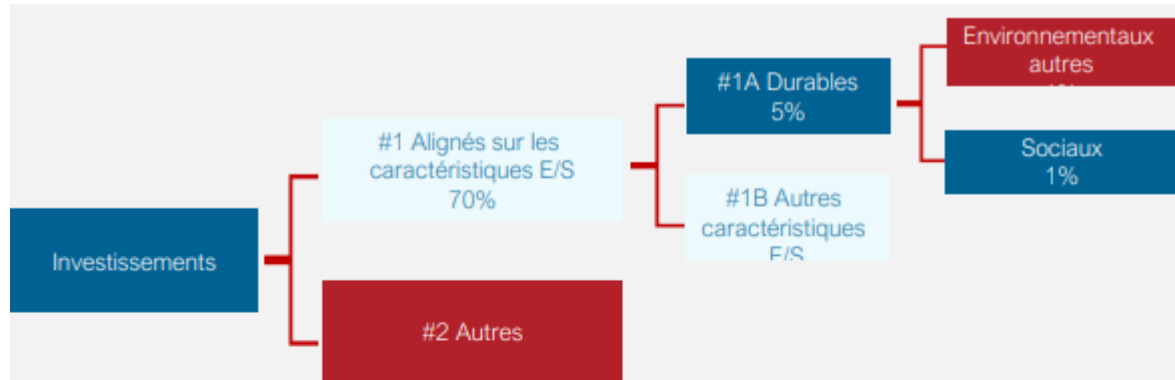 Investissements
#1 Alignés sur les
caractéristiques E/S
70%
#2 Autres
#1A Durables
5%
#1B Autres
caractéristiques
E/S
Environnementaux
autres
Sociaux
1%